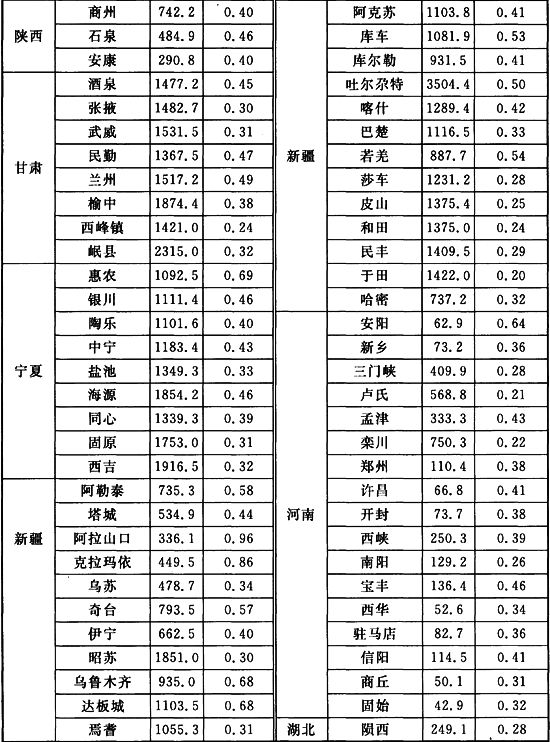 陕西 商州 742.2 0.40
石泉 484.9 0.46
安康 290.8 0.40
甘肃 酒泉 1477.2 0.45
张掖 1482.7 0.30
武威 1531.5 0.31
民勤 1367.5 0.47
兰州 1517.2 0.49
榆中 1874.4 0.38
西峰镇 1421.0 0.24
岷县 2315.0 0.32
宁夏 惠农 1092.5 0.69
银川 1111.4 0.46
陶乐 1101.6 0.40
中宁 1183.4 0.43
盐池 1349.3 0.33
海源 1854.2 0.46
同心 1339.3 0.39
固原 1753.0 0.31
西吉 1916.5 0.32
新疆 阿勒泰 735.3 0.58
塔城 534.9 0.44
阿拉山口 336.1 0.96
克拉玛依 449.5 0.86
乌苏 478.7 0.34
奇台 793.5 0.57
伊宁 662.5 0.40
昭苏 1851.0 0.30
乌鲁木齐 935.0 0.68
达板城 1103.5 0.68
焉耆 1055.3 0.31
新疆 阿克苏 1103.8 0.41
库车 1081.9 0.53
库尔勒 931.5 0.41
吐尔尕特 3504.4 0.50
喀什 1289.4 0.42
巴楚 1116.5 0.33
若羌 887.7 0.54
莎车 1231.2 0.28
皮山 1375.4 0.25
和田 1375.0 0.24
民丰 1409.5 0.29
于田 1422.0 0.20
哈密 737.2 0.32
河南 安阳 62.9 0.64
新乡 73.2 0.36
三门峡 409.9 0.28
卢氏 568.8 0.21
孟津 333.3 0.43
栾川 750.3 0.22
郑州 110.4 0.38
许昌 66.8 0.41
开封 73.7 0.38
西峡 250.3 0.39
南阳 129.2 0.26
宝丰 136.4 0.46
西华 52.6 0.34
驻马店 82.7 0.36
信阳 114.5 0.41
商丘 50.1 0.31
固始 42.9 0.32
湖北 陨西 249.1 0.28